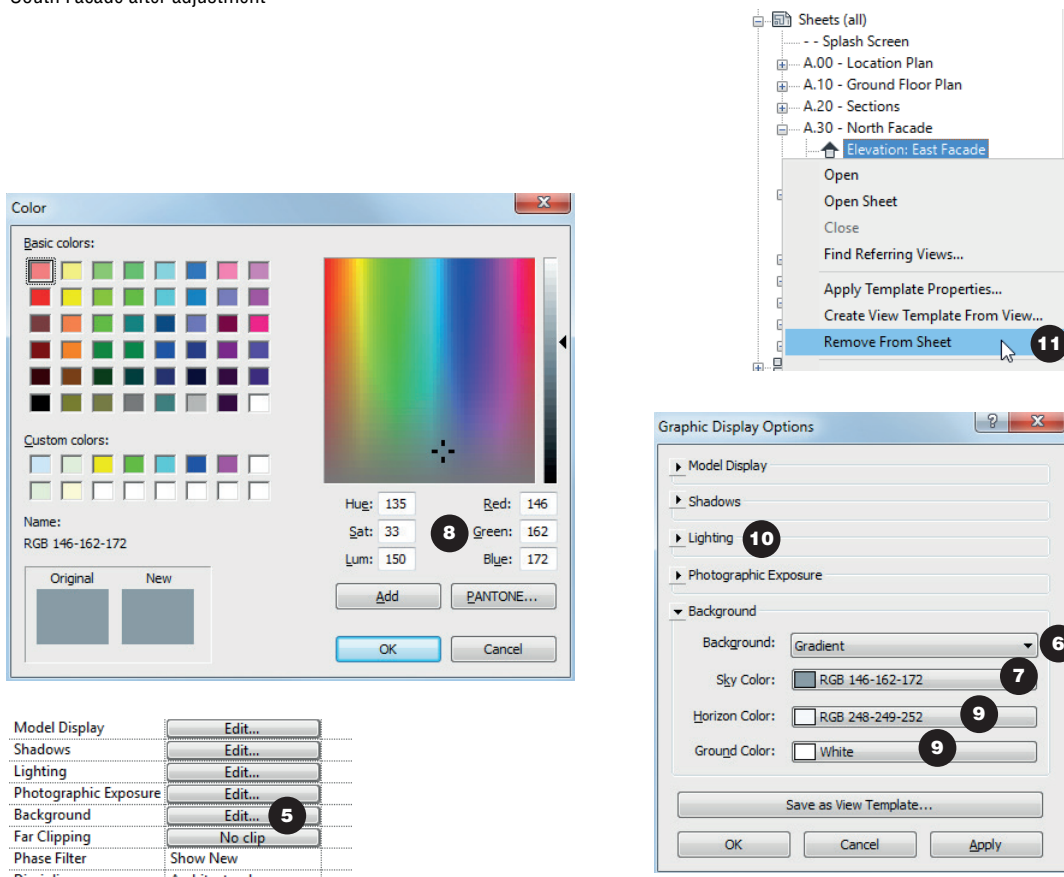 South Facade after adjustment
Color
Basic colors:
Custom colors:
Name:
RGB 146-162-172
Original New
Hue: 135 Red: 146
Sat: 33 8 Green: 162
Lum: 150 Blue: 172
Add PANTONE...
OK Cancel
Model Display Edit...
Shadows Edit...
Lighting Edit...
Photographic Exposure Edit...
Background Edit... 5
Far Clipping No clip
Phase Filter Show New
Sheets (all)
- - Splash Screen
A.00 - Location Plan
A.10 - Ground Floor Plan
A.20 - Sections
A.30 - North Facade
Elevation: East Facade
Open
Open Sheet
Close
Find Referring Views...
Apply Template Properties...
Create View Template From View...
Remove From Sheet 11
Graphic Display Options ? X
Model Display
Shadows
Lighting 10
Photographic Exposure
Background
Background: Gradient 6
Sky Color: RGB 146-162-172 7
Horizon Color: RGB 248-249-252 9
Ground Color: White 9
Save as View Template...
OK Cancel Apply